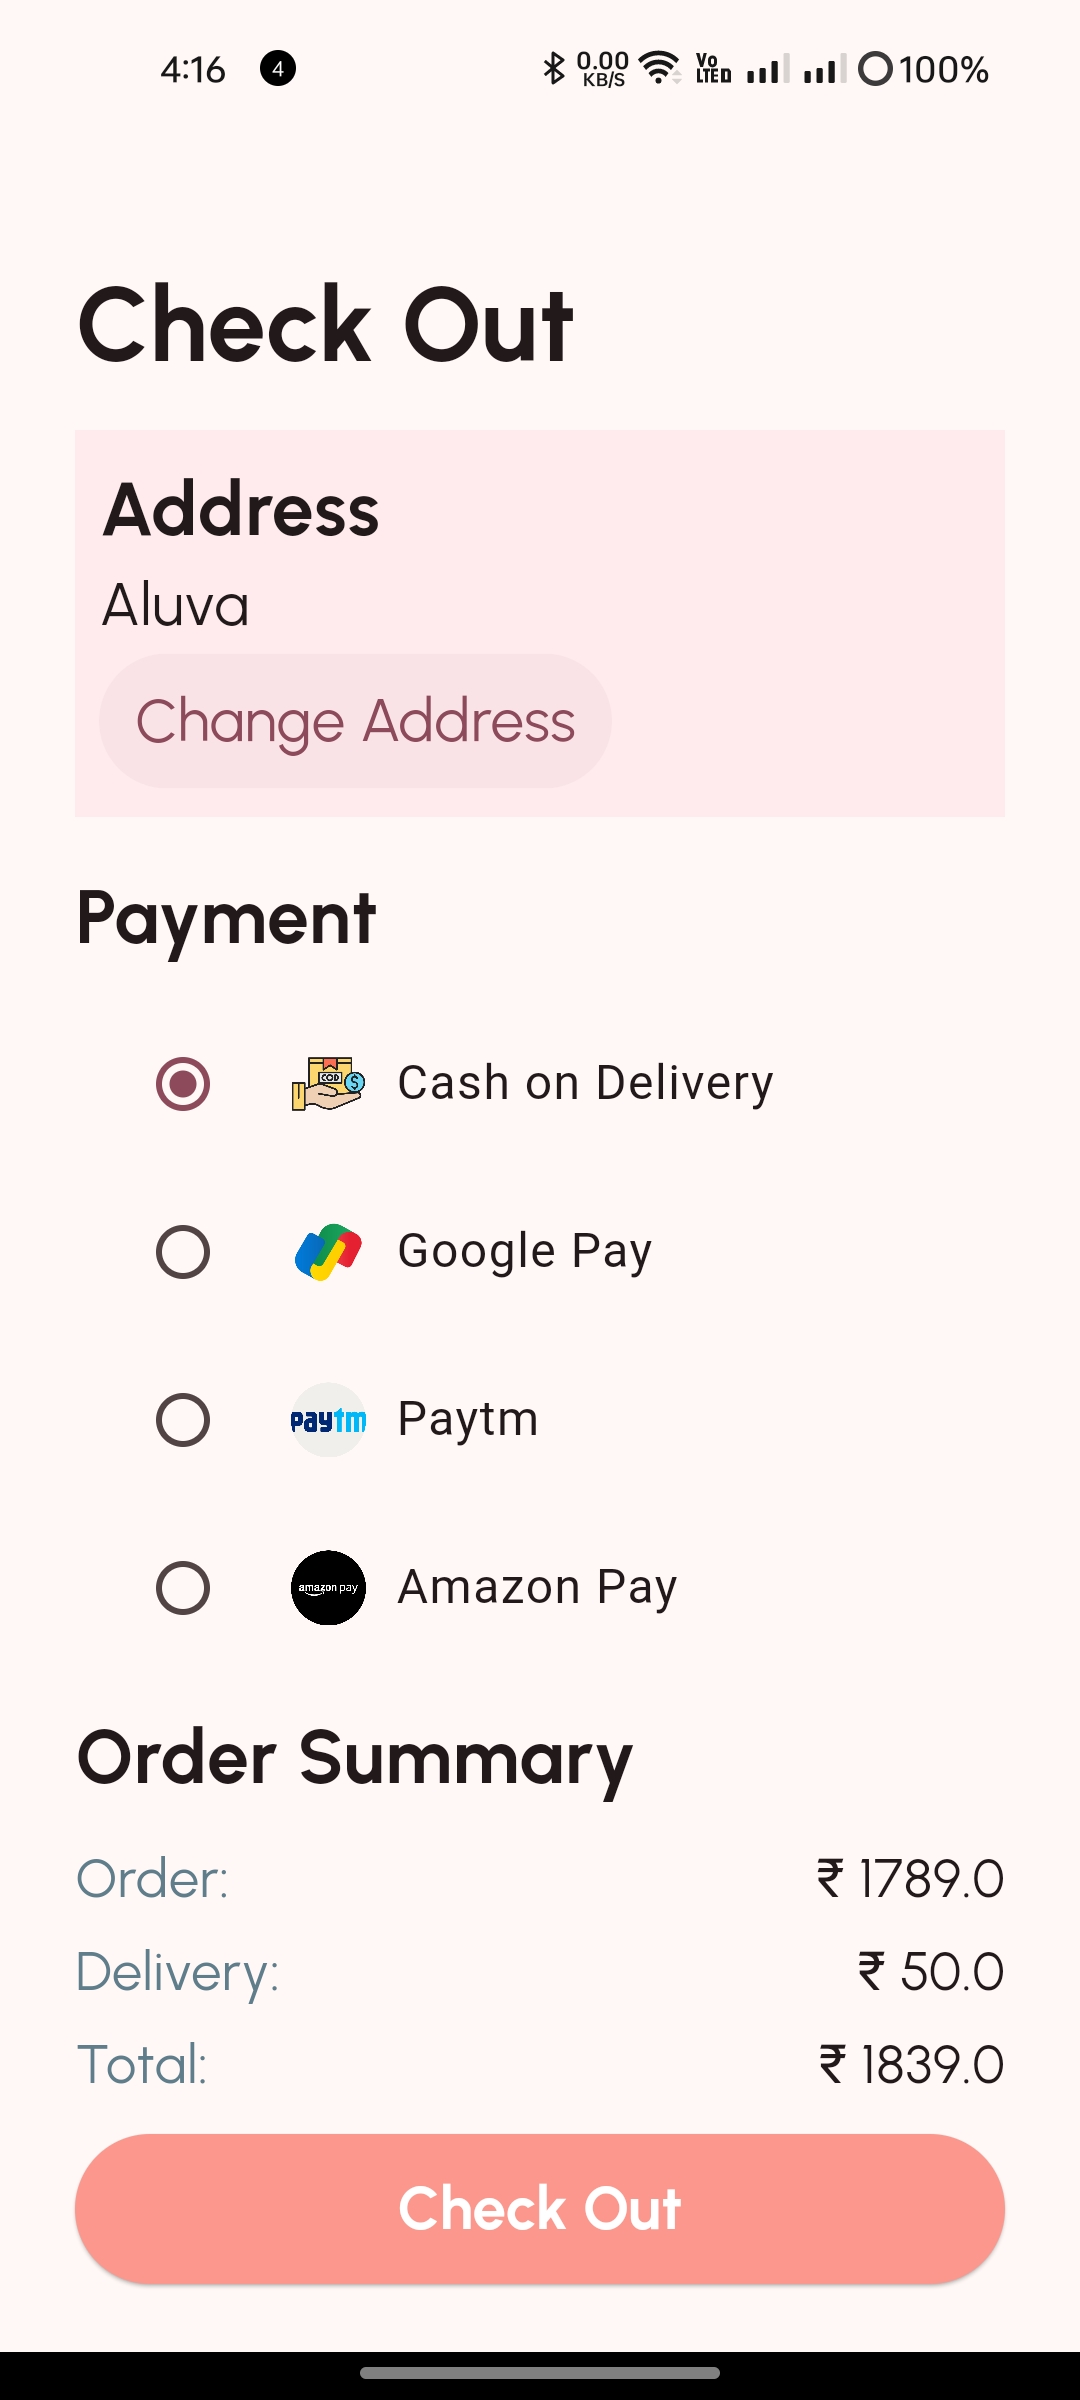 4:16 4 0.00 KB/S Vo LTE 100%
Check Out
Address
Aluva
Change Address
Payment
COD $ Cash on Delivery
Google Pay
paytm Paytm
amazon pay Amazon Pay
Order Summary
Order: ₹ 1789.0
Delivery: ₹ 50.0
Total: ₹ 1839.0
Check Out